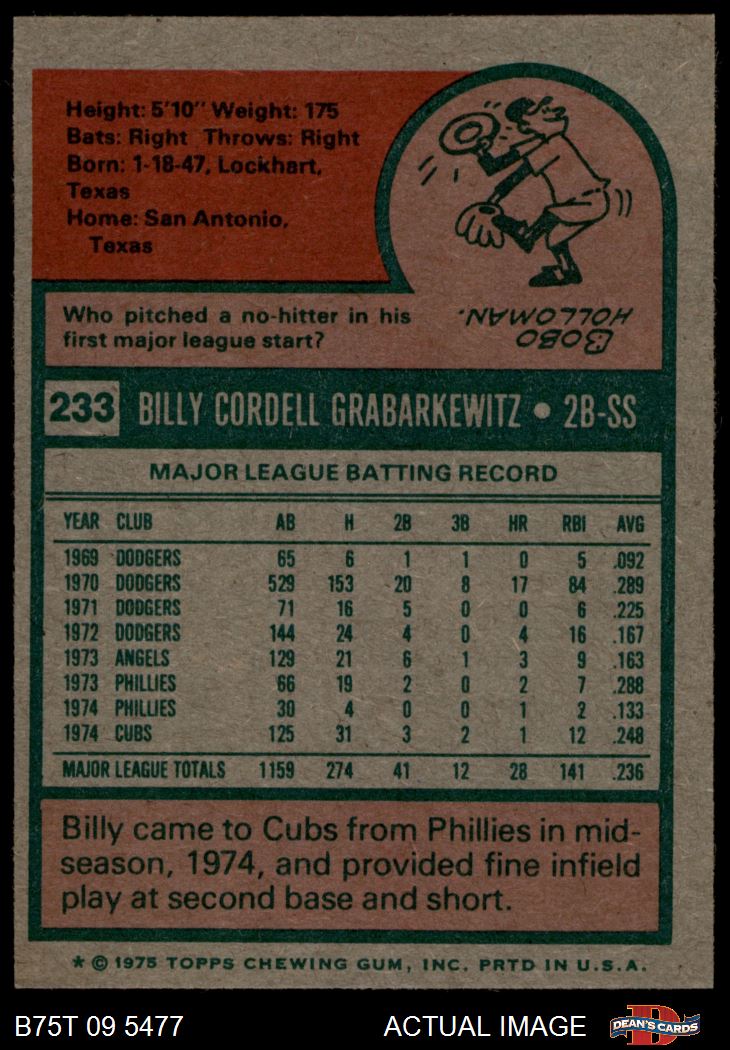 Height: 5'10" Weight: 175
Bats: Right Throws: Right
Born: 1-18-47, Lockhart,
Texas
Home: San Antonio,
Texas
Who pitched a no-hitter in his
first major league start?
BOBO
HOLLOMAN.
233 BILLY CORDELL GRABARKEWITZ • 2B-SS
MAJOR LEAGUE BATTING RECORD
YEAR CLUB AB H 2B 3B HR RBI AVG
1969 DODGERS 65 6 1 1 0 5 .092
1970 DODGERS 529 153 20 8 17 84 .289
1971 DODGERS 71 16 5 0 0 6 .225
1972 DODGERS 144 24 4 0 4 16 .167
1973 ANGELS 129 21 6 1 3 9 .163
1973 PHILLIES 66 19 2 0 2 7 .288
1974 PHILLIES 30 4 0 0 1 2 .133
1974 CUBS 125 31 3 2 1 12 .248
MAJOR LEAGUE TOTALS 1159 274 41 12 28 141 .236
Billy came to Cubs from Phillies in mid-
season, 1974, and provided fine infield
play at second base and short.
* © 1975 TOPPS CHEWING GUM, INC. PRTD IN U.S.A.
B75T 09 5477 ACTUAL IMAGE DEAN'S CARDS